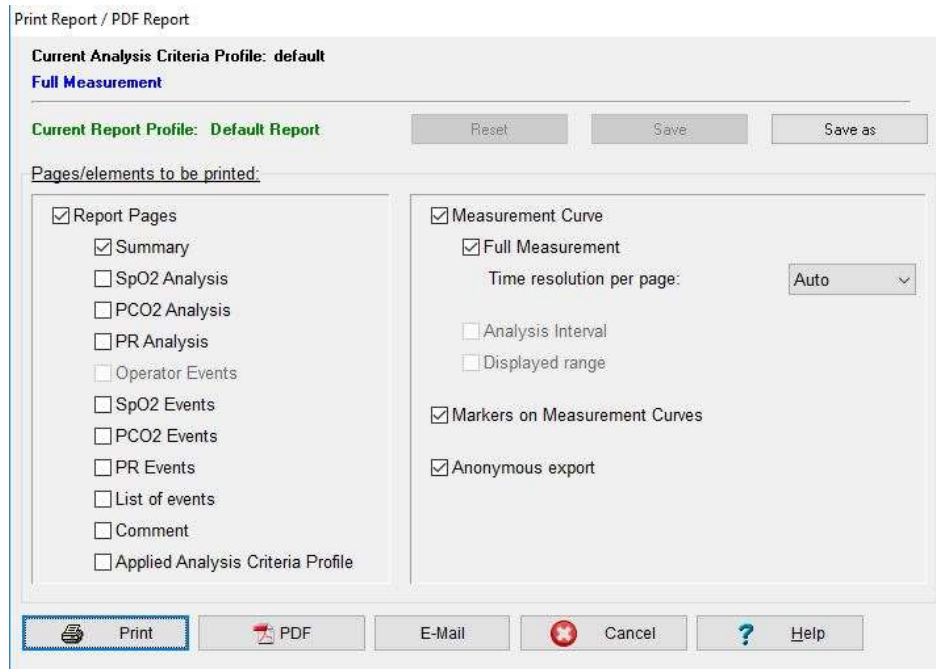 Print Report / PDF Report
Current Analysis Criteria Profile: default
Full Measurement
Current Report Profile: Default Report
Reset
Save
Save as
Pages/elements to be printed:
Report Pages
Summary
SpO2 Analysis
PCO2 Analysis
PR Analysis
Operator Events
SpO2 Events
PCO2 Events
PR Events
List of events
Comment
Applied Analysis Criteria Profile
Measurement Curve
Full Measurement
Time resolution per page: Auto
Analysis Interval
Displayed range
Markers on Measurement Curves
Anonymous export
Print
PDF
E-Mail
Cancel
? Help